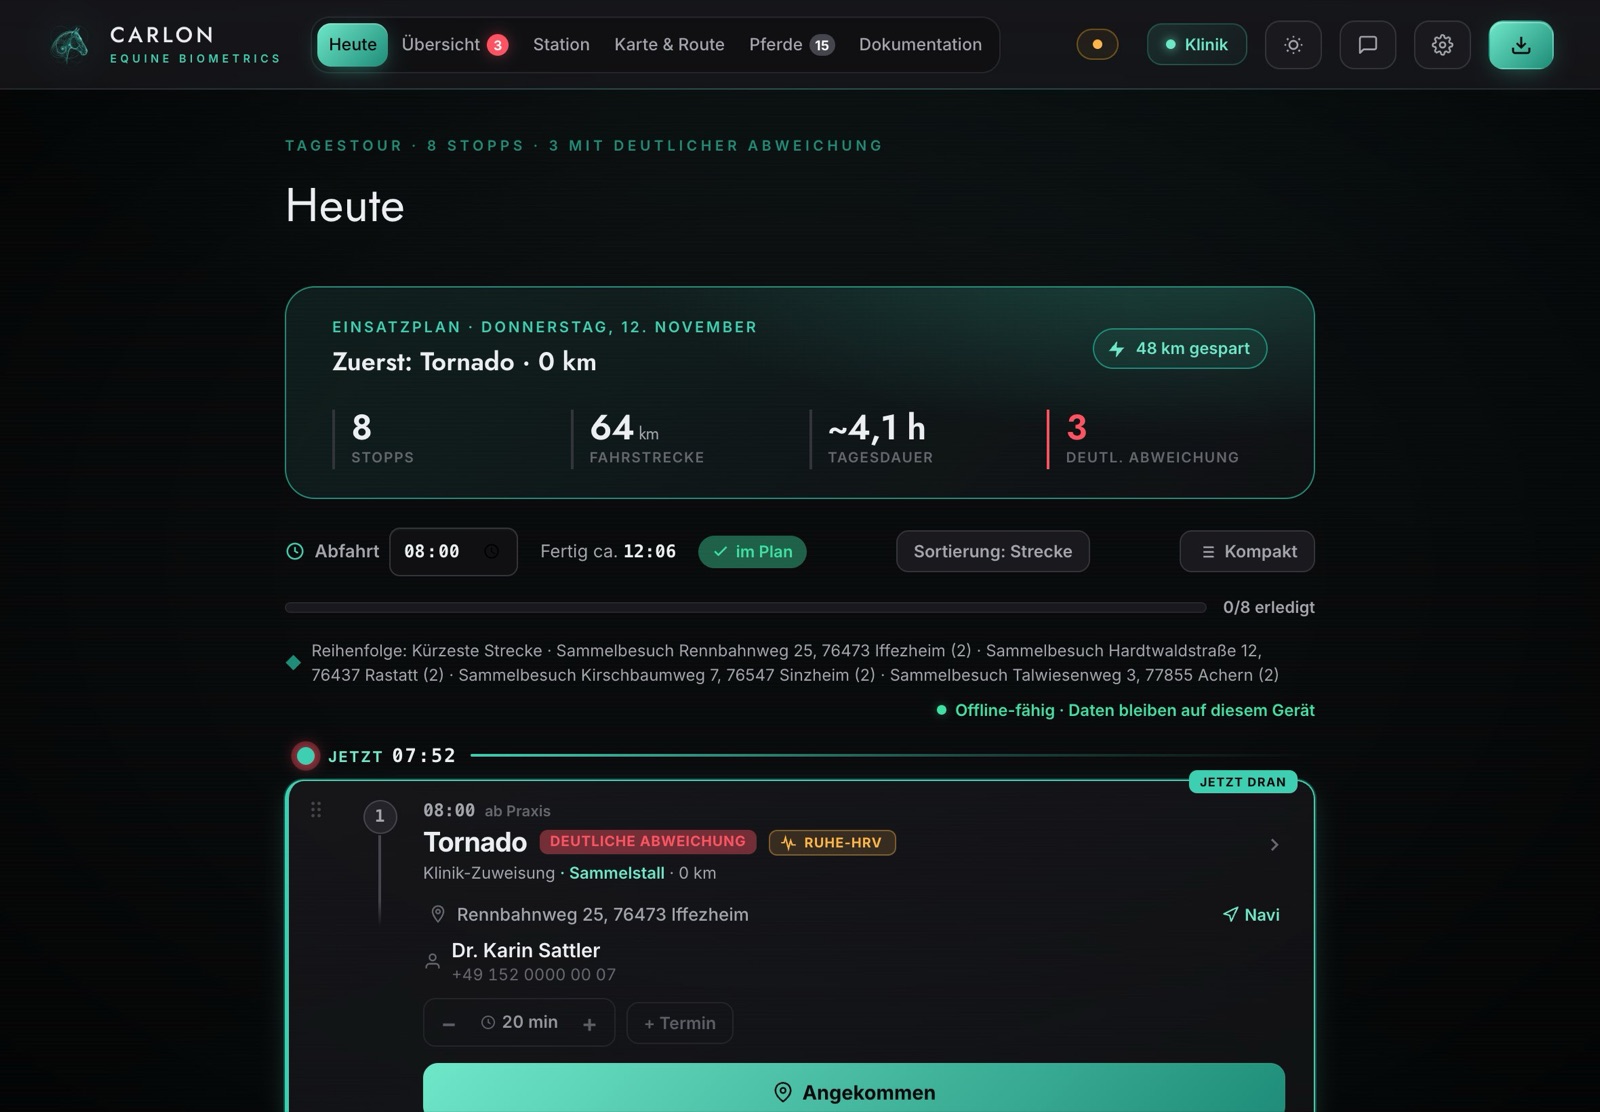 CARLON
EQUINE BIOMETRICS
Heute
Übersicht 3
Station
Karte & Route
Pferde 15
Dokumentation
Klinik
TAGESTOUR · 8 STOPPS · 3 MIT DEUTLICHER ABWEICHUNG
Heute
EINSATZPLAN · DONNERSTAG, 12. NOVEMBER
Zuerst: Tornado · 0 km
48 km gespart
8
STOPPS
64 km
FAHRSTRECKE
~4,1 h
TAGESDAUER
3
DEUTL. ABWEICHUNG
Abfahrt 08:00 Fertig ca. 12:06 im Plan
Sortierung: Strecke
Kompakt
0/8 erledigt
Reihenfolge: Kürzeste Strecke · Sammelbesuch Rennbahnweg 25, 76473 Iffezheim (2) · Sammelbesuch Hardtwaldstraße 12,
76437 Rastatt (2) · Sammelbesuch Kirschbaumweg 7, 76547 Sinzheim (2) · Sammelbesuch Talwiesenweg 3, 77855 Achern (2)
Offline-fähig · Daten bleiben auf diesem Gerät
JETZT 07:52
JETZT DRAN
1
08:00 ab Praxis
Tornado DEUTLICHE ABWEICHUNG RUHE-HRV
Klinik-Zuweisung · Sammelstall · 0 km
Rennbahnweg 25, 76473 Iffezheim
Navi
Dr. Karin Sattler
+49 152 0000 00 07
− 20 min +
+ Termin
Angekommen